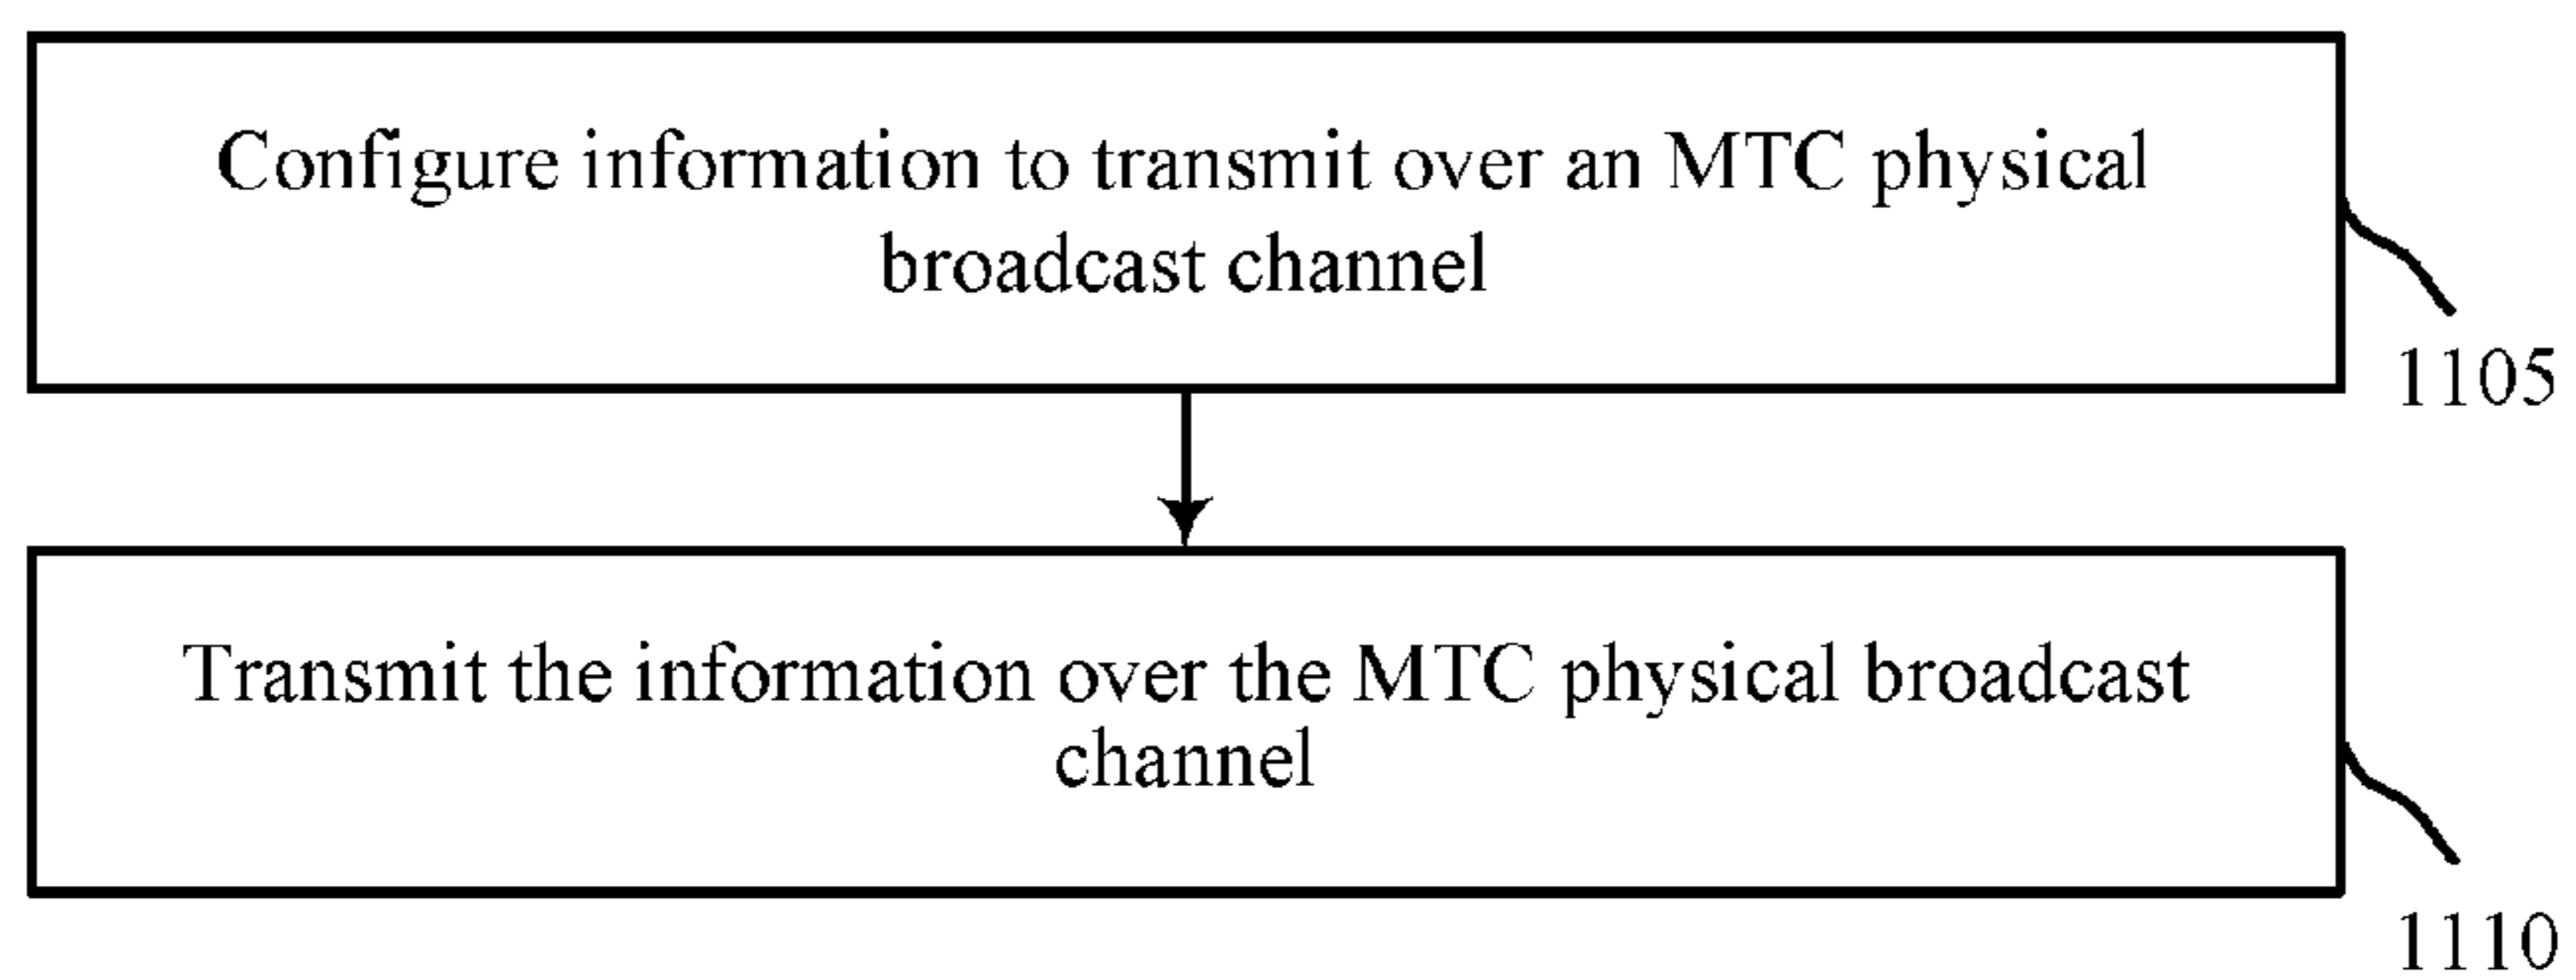 Configure information to transmit over an MTC physical
broadcast channel
1105
Transmit the information over the MTC physical broadcast
channel
1110